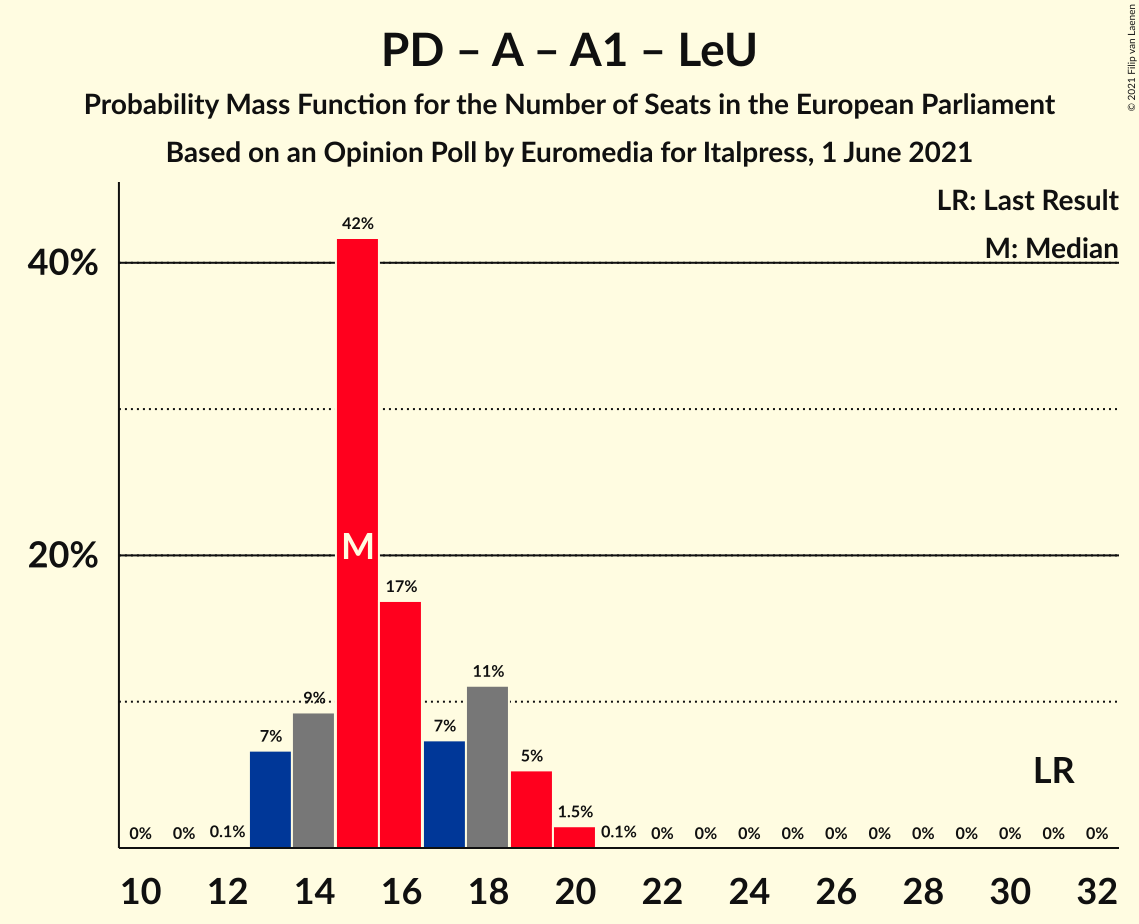 PD – A – A1 – LeU
Probability Mass Function for the Number of Seats in the European Parliament
Based on an Opinion Poll by Euromedia for Italpress, 1 June 2021
© 2021 Filip van Laenen
LR: Last Result
M: Median
40%
20%
0% 0% 0.1% 7% 9% 42% 17% 7% 11% 5% 1.5% 0.1% 0% 0% 0% 0% 0% 0% 0% 0% 0% 0% 0%
M
LR
10 12 14 16 18 20 22 24 26 28 30 32